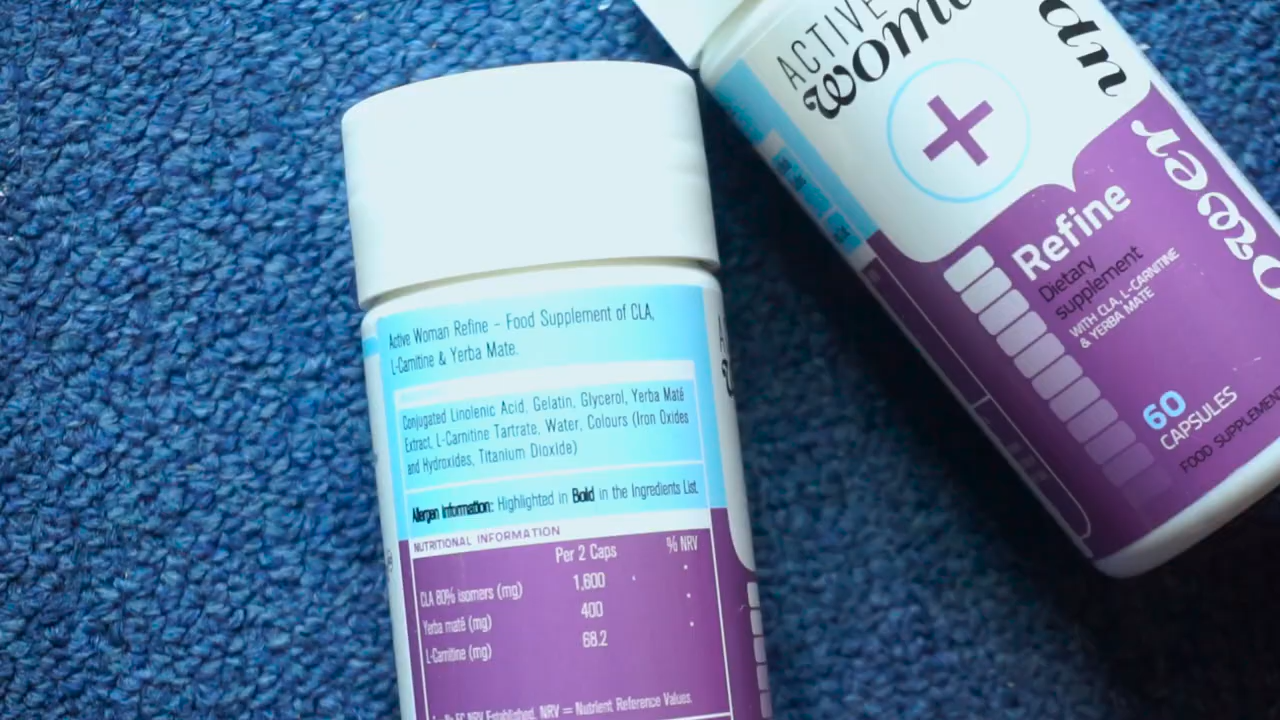 Active Woman Refine - Food Supplement of CLA,
L-Carnitine & Yerba Mate.
Conjugated Linolenic Acid, Gelatin, Glycerol, Yerba Maté
Extract, L-Carnitine Tartrate, Water, Colours (Iron Oxides
and Hydroxides, Titanium Dioxide)
Allergen Information: Highlighted in Bold in the Ingredients List.
NUTRITIONAL INFORMATION
Per 2 Caps % NRV
CLA 80% isomers (mg) 1,600 *
Yerba maté (mg) 400 *
L-Carnitine (mg) 68.2 *
EC NRV Established. NRV = Nutrient Reference Values.
ACTIVE
Refine
Dietary
supplement
WITH CLA, L-CARNITINE
& YERBA MATE
60
CAPSULES
FOOD SUPPLEMENT